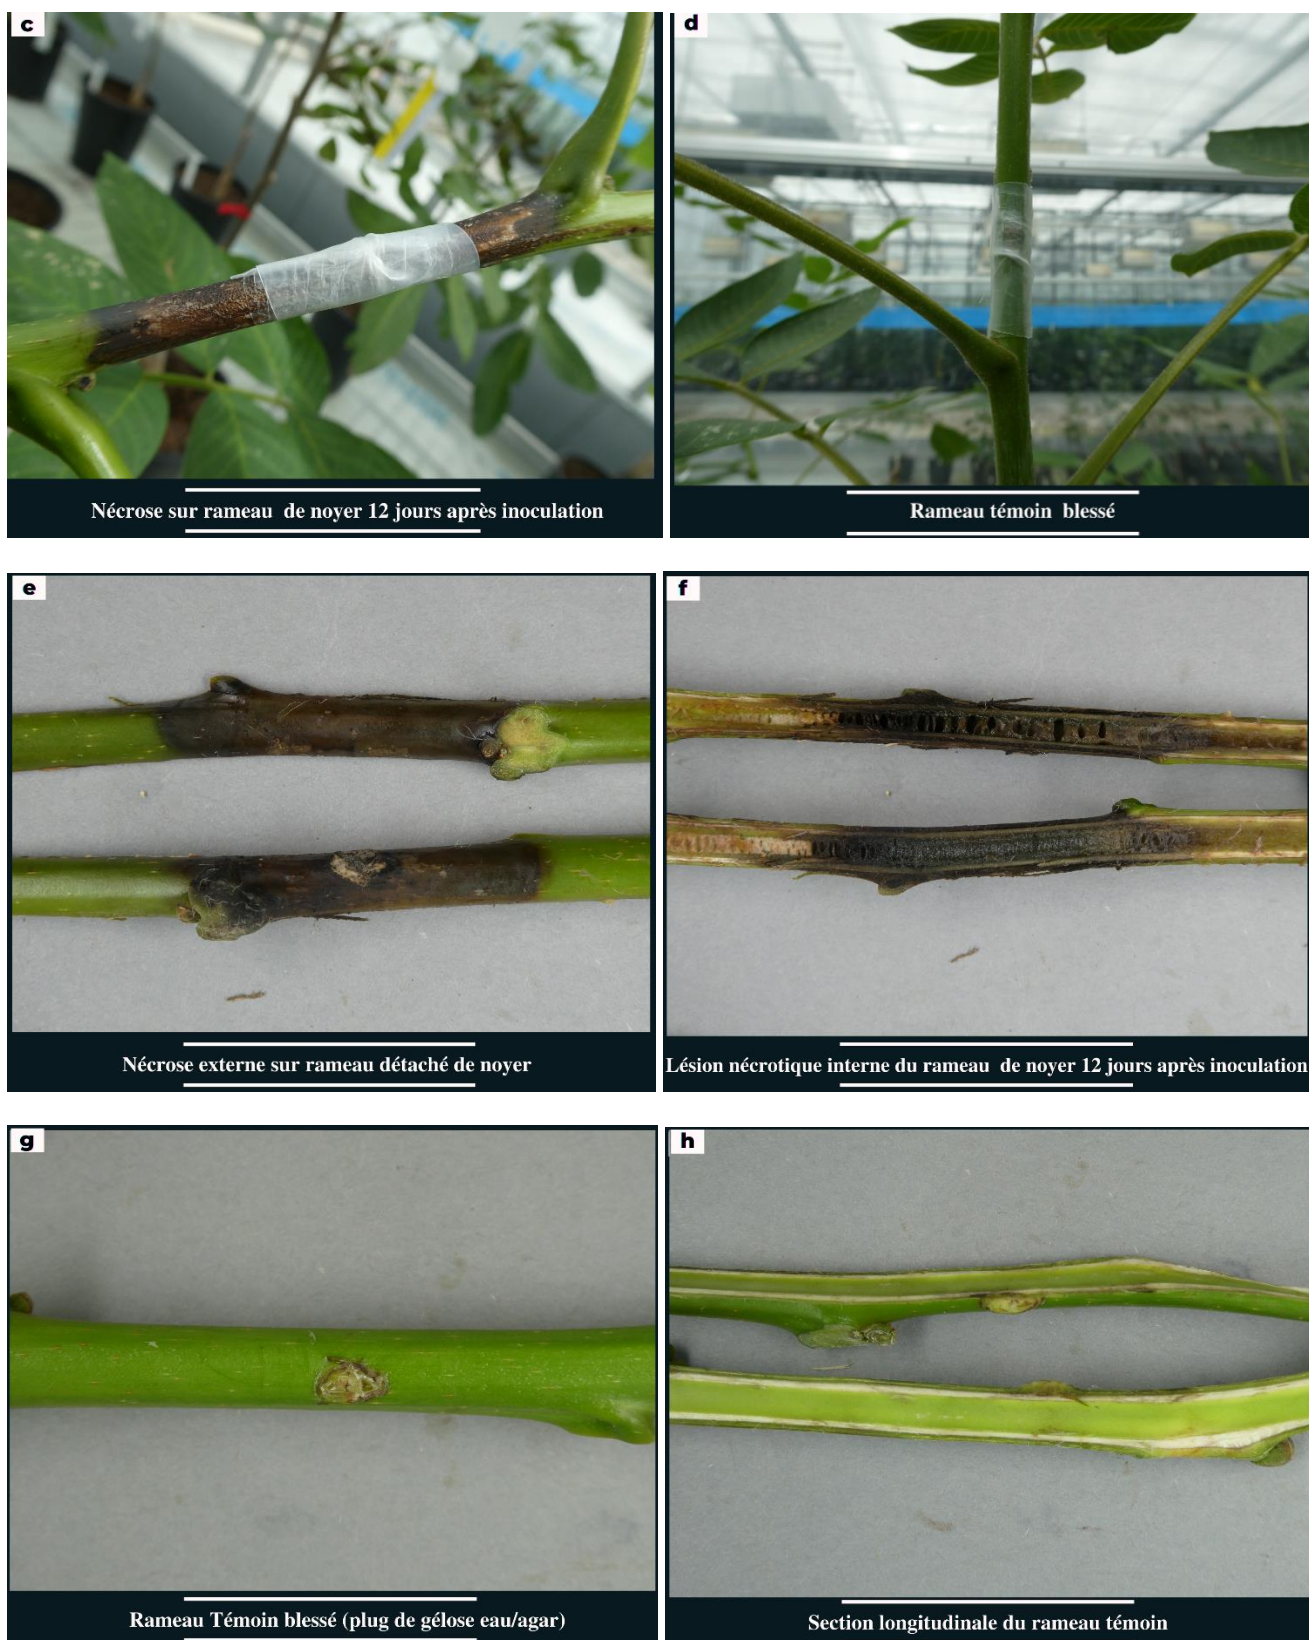 c
d
Nécrose sur rameau de noyer 12 jours après inoculation
Rameau témoin blessé
e
f
Nécrose externe sur rameau détaché de noyer
Lésion nécrotique interne du rameau de noyer 12 jours après inoculation
g
h
Rameau Témoin blessé (plug de gélose eau/agar)
Section longitudinale du rameau témoin